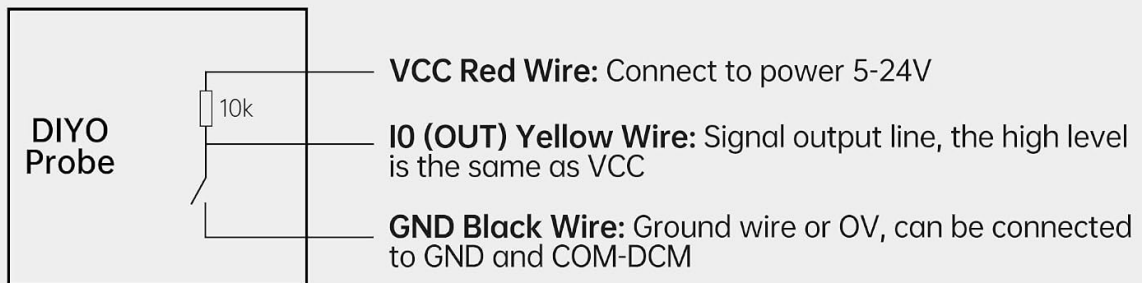 VCC Red Wire: Connect to power 5-24V
10k
DIYO
Probe
I0 (OUT) Yellow Wire: Signal output line, the high level
is the same as VCC
GND Black Wire: Ground wire or OV, can be connected
to GND and COM-DCM